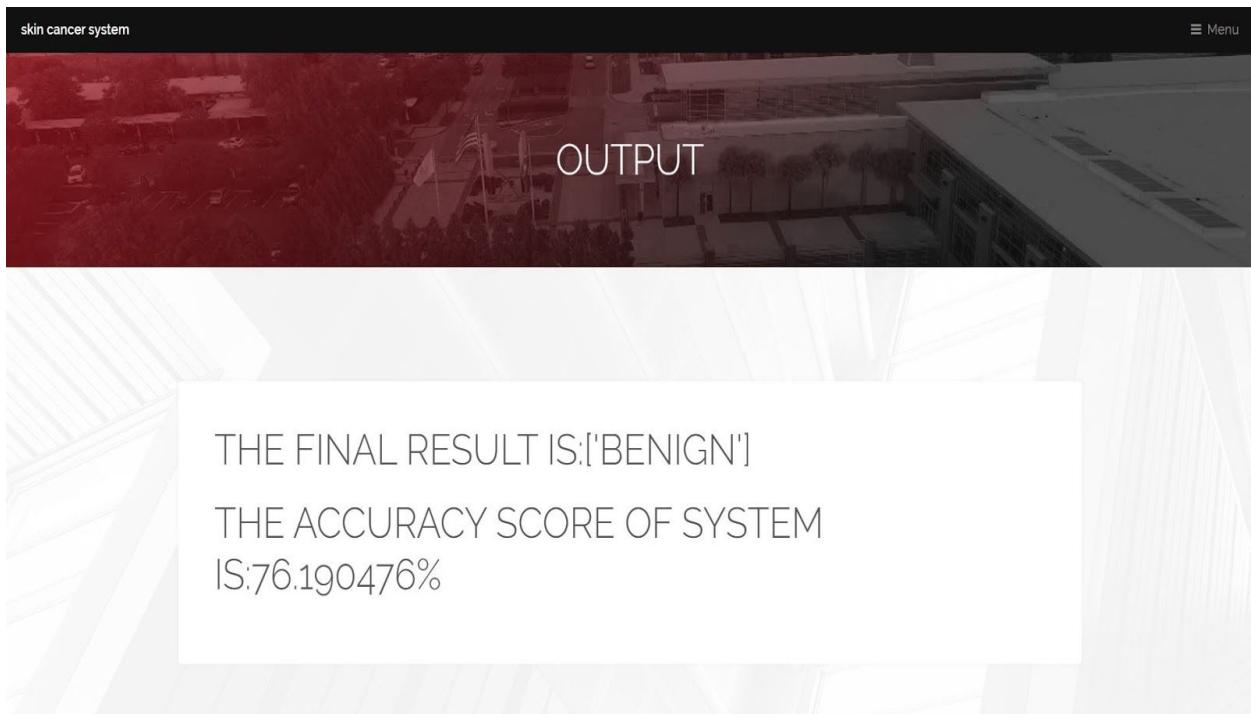 skin cancer system
Menu
OUTPUT
THE FINAL RESULT IS:['BENIGN']
THE ACCURACY SCORE OF SYSTEM
IS:76.190476%